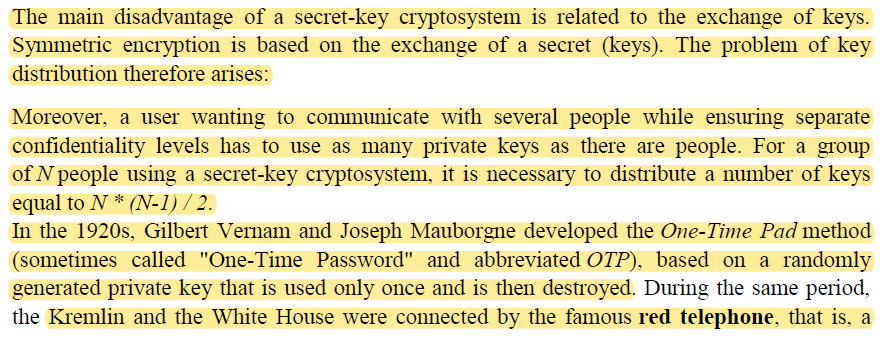 The main disadvantage of a secret-key cryptosystem is related to the exchange of keys.
Symmetric encryption is based on the exchange of a secret (keys). The problem of key
distribution therefore arises:
Moreover, a user wanting to communicate with several people while ensuring separate
confidentiality levels has to use as many private keys as there are people. For a group
of N people using a secret-key cryptosystem, it is necessary to distribute a number of keys
equal to N * (N-1) / 2.
In the 1920s, Gilbert Vernam and Joseph Mauborgne developed the One-Time Pad method
(sometimes called "One-Time Password" and abbreviated OTP), based on a randomly
generated private key that is used only once and is then destroyed. During the same period,
the Kremlin and the White House were connected by the famous red telephone, that is, a